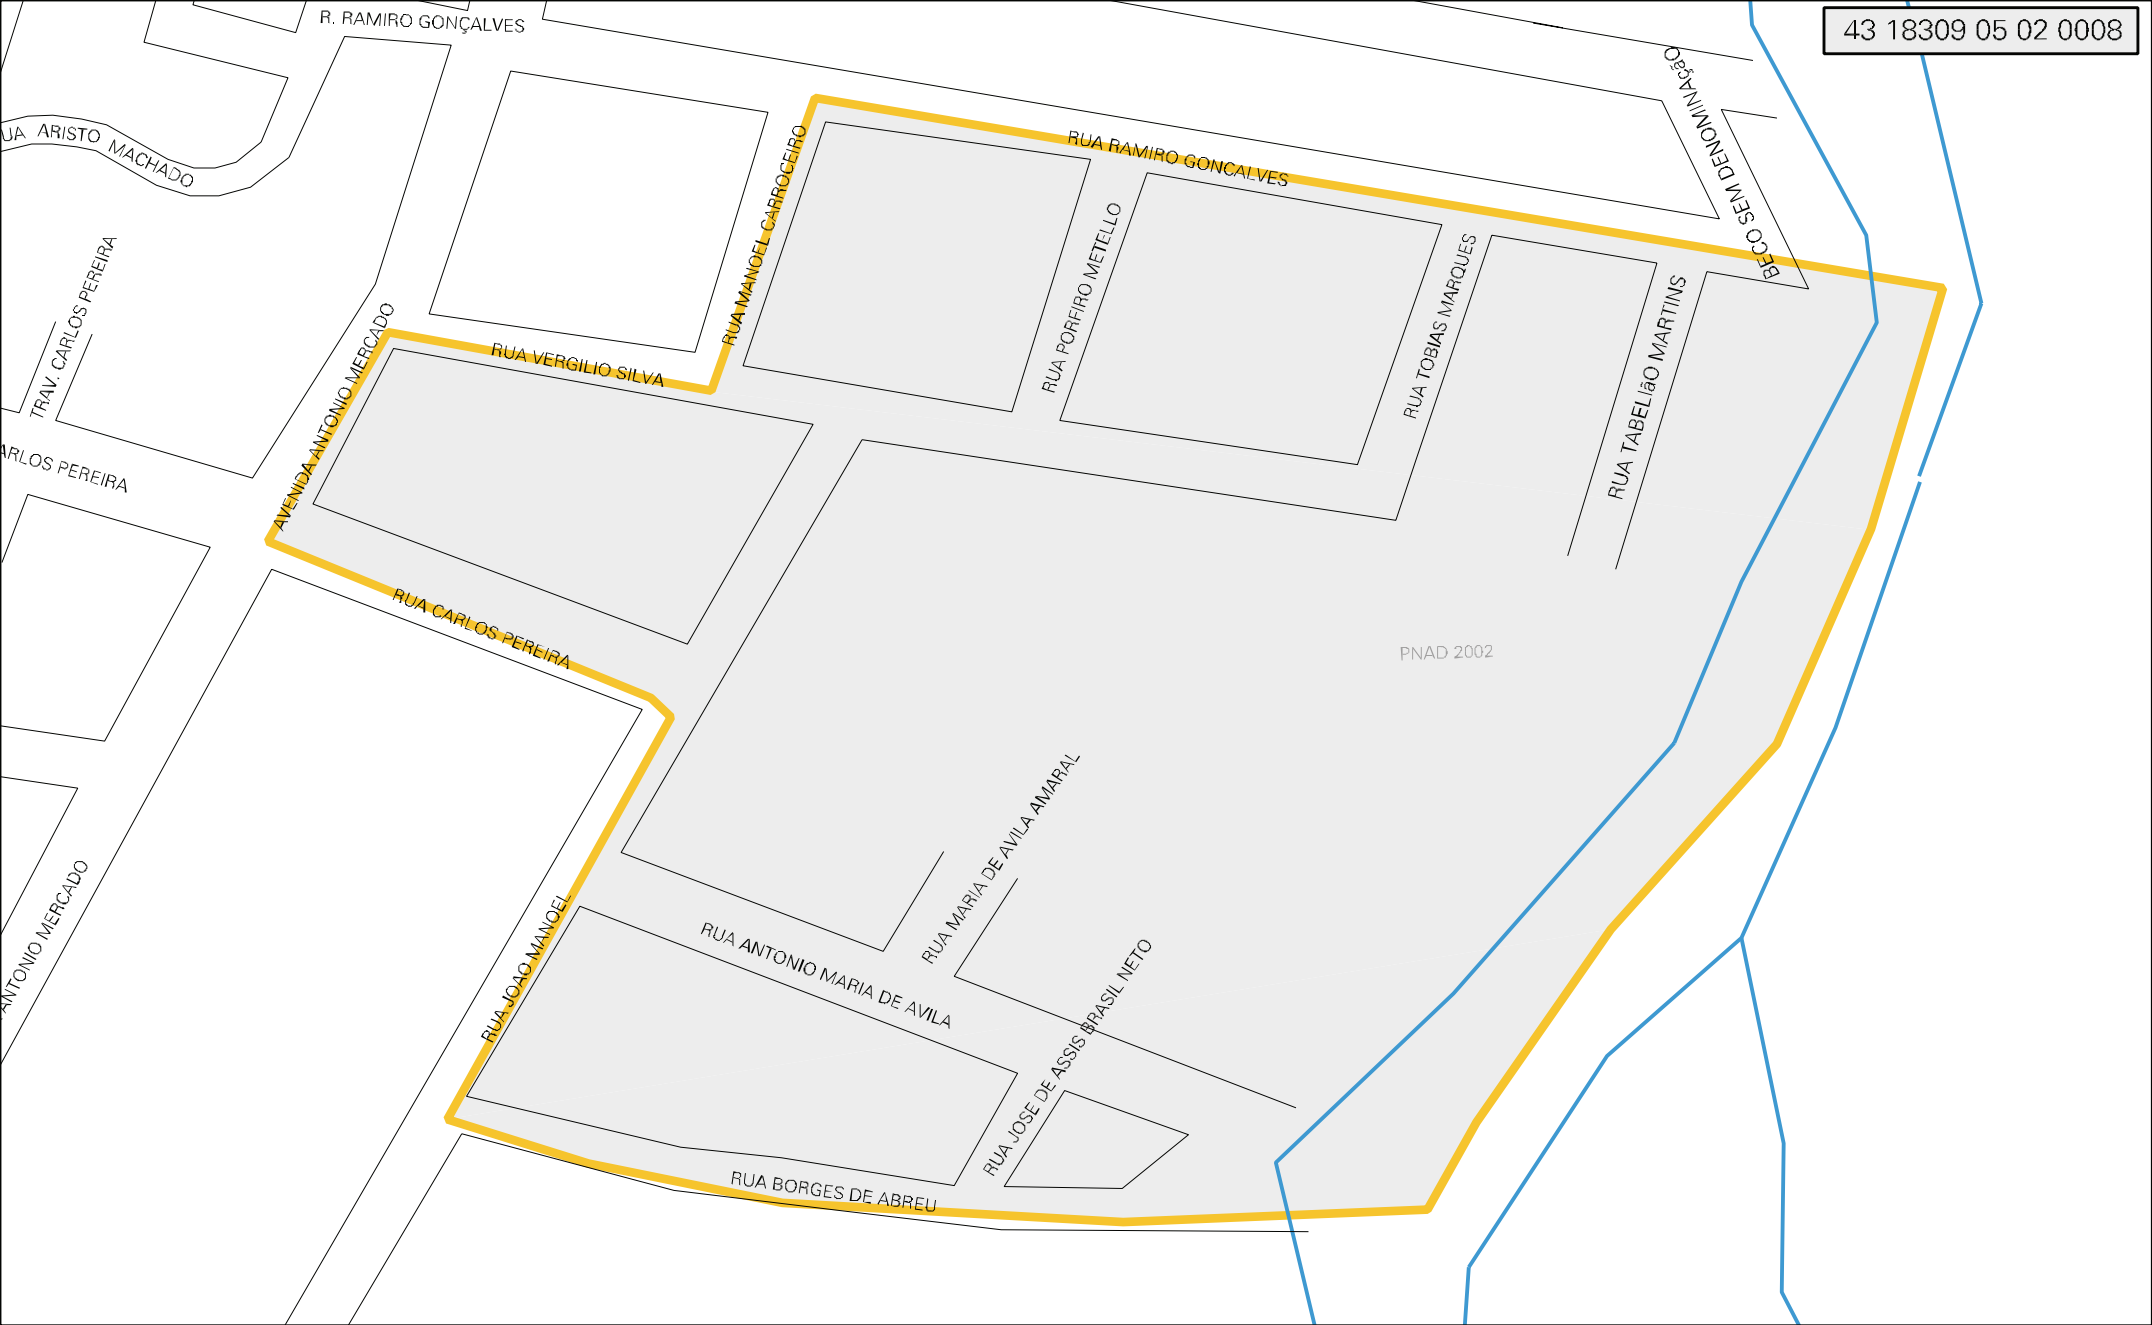 R. RAMIRO GONÇALVES
43 18309 05 02 0008
BECO SEM DENOMINAçãO
UA ARISTO MACHADO
RUA RAMIRO GONCALVES
RUA MANOEL CARROCEIRO
TRAV. CARLOS PEREIRA
RUA PORFIRO METELLO
RUA TOBIAS MARQUES
RUA TABELIãO MARTINS
AVENIDA ANTONIO MERCADO
RUA VERGILIO SILVA
ARLOS PEREIRA
RUA CARLOS PEREIRA
PNAD 2002
RUA MARIA DE AVILA AMARAL
ANTONIO MERCADO
RUA JOAO MANOEL
RUA ANTONIO MARIA DE AVILA
RUA JOSE DE ASSIS BRASIL NETO
RUA BORGES DE ABREU